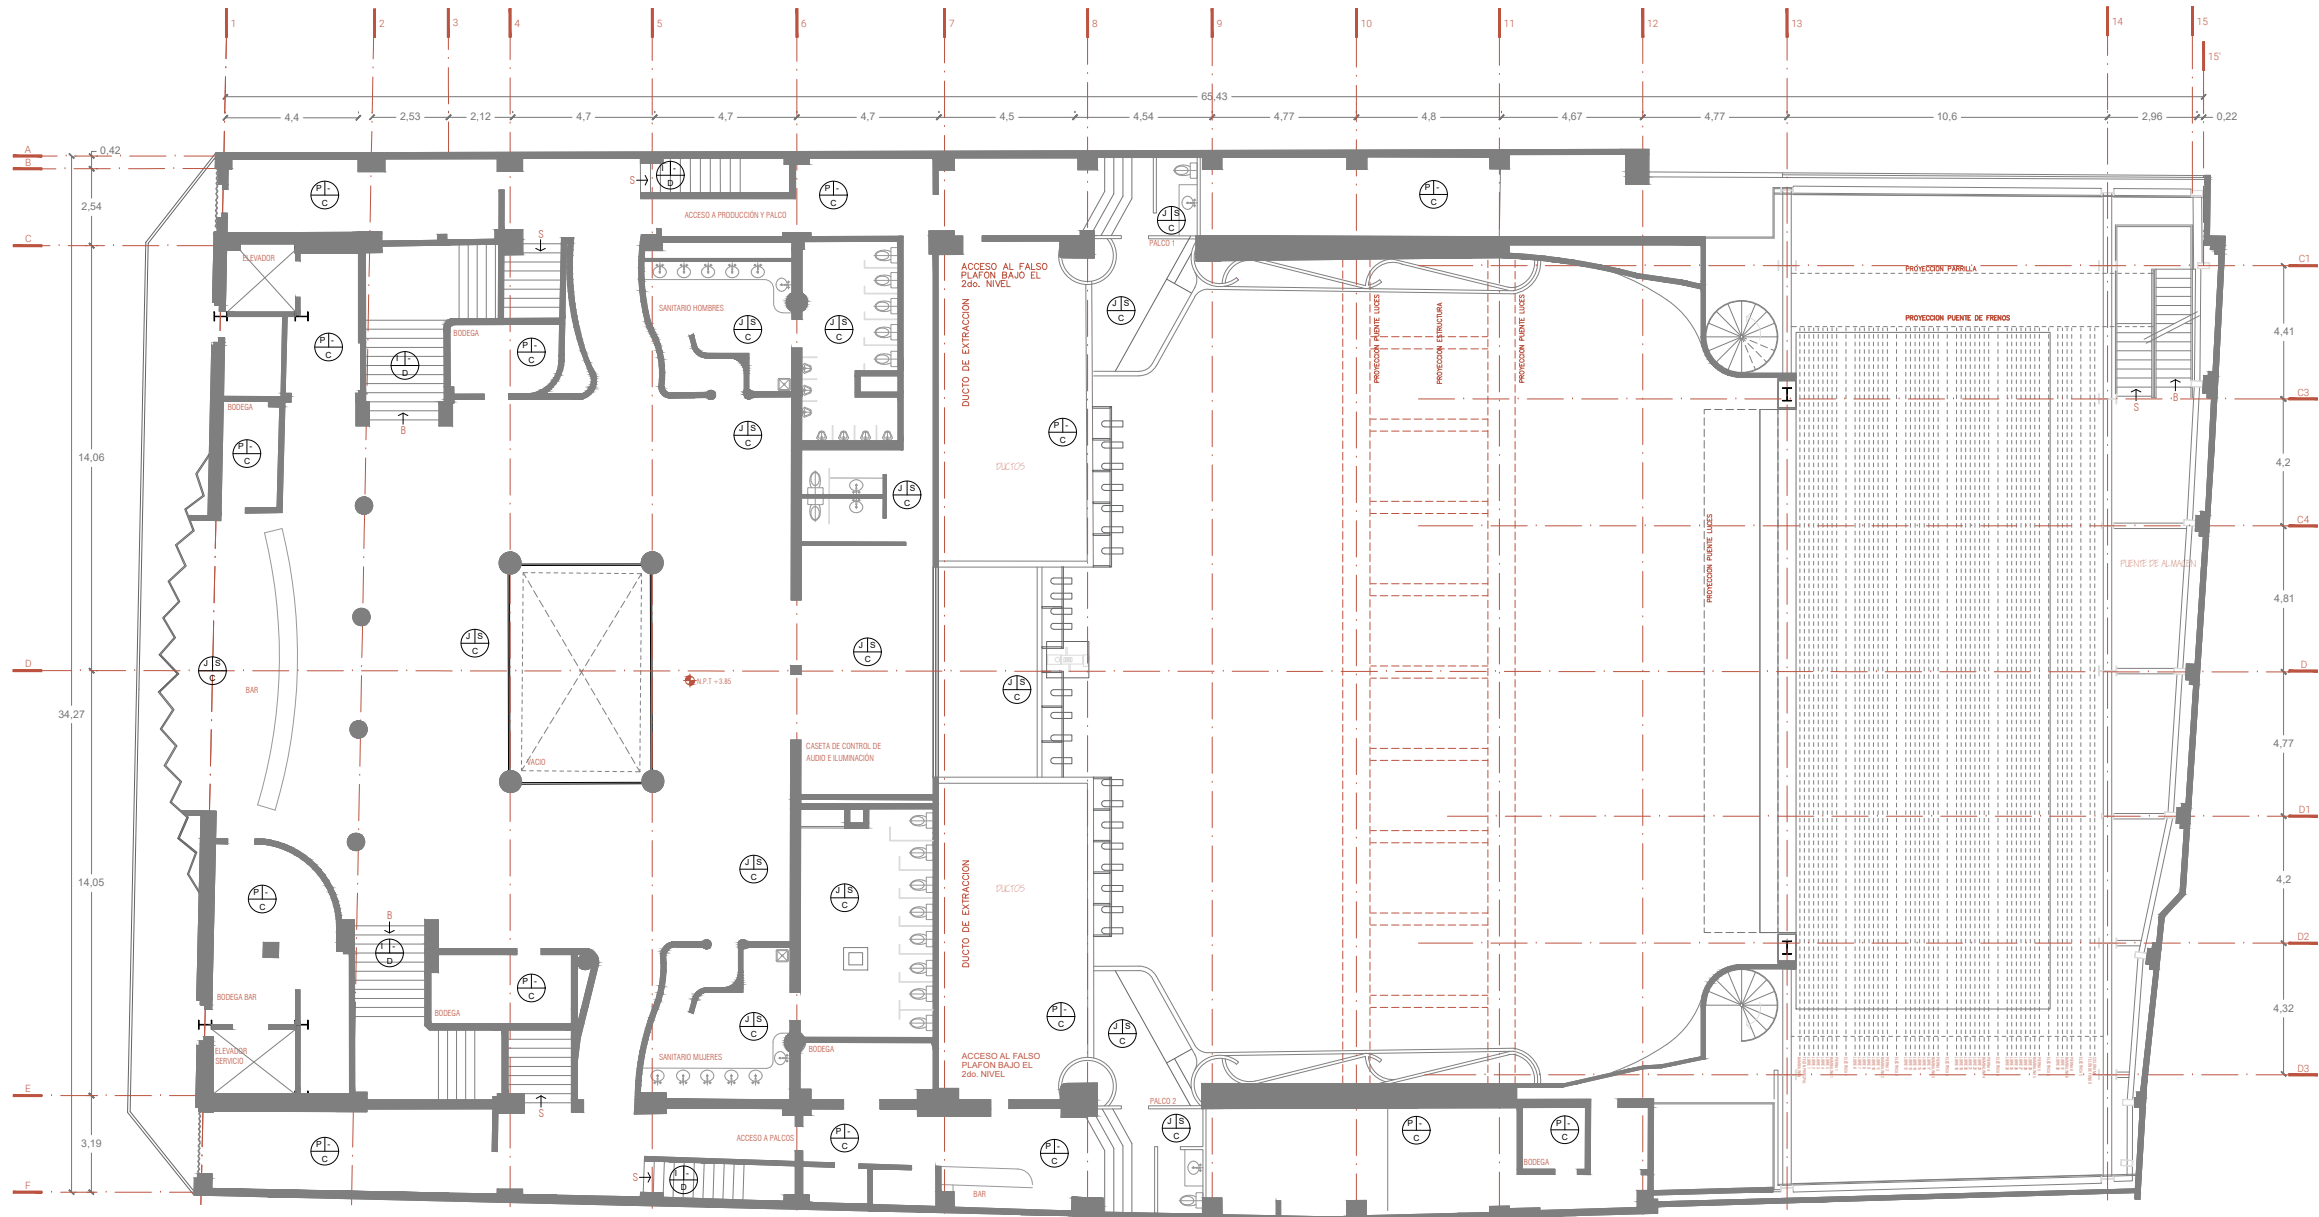 1
2
3
4
5
6
7
8
9
10
11
12
13
14
15
15'
65,43
4,4
2,53
2,12
4,7
4,7
4,7
4,5
4,54
4,77
4,8
4,67
4,77
10,6
2,96
0,22
A
B
C
D
E
F
0,42
2,54
14,06
34,27
14,05
3,19
C1
C3
C4
D
D1
D2
D3
4,41
4,2
4,81
4,77
4,2
4,32
P -
C
S
I -
D
ACCESO A PRODUCCIÓN Y PALCO
P -
C
J S
C
PALCO 1
P -
C
ELEVADOR
S
P -
C
BODEGA
P -
C
I -
D
B
BODEGA
P -
C
SANITARIO HOMBRES
J S
C
J S
C
J S
C
J S
C
ACCESO AL FALSO
PLAFON BAJO EL
2do. NIVEL
DUCTO DE EXTRACCION
DUCTOS
P -
C
J S
C
PROYECCION PUENTE LUCES
PROYECCION ESTRUCTURA
PROYECCION PUENTE LUCES
PROYECCION PUENTE LUCES
PROYECCION PARRILLA
PROYECCION PUENTE DE FRENOS
S
B
PUENTE DE ALMACEN
J S
C
BAR
J S
C
VACIO
N.P.T +3.85
J S
C
CASETA DE CONTROL DE
AUDIO E ILUMINACIÓN
J S
C
P -
C
BODEGA BAR
ELEVADOR
SERVICIO
B
I -
D
BODEGA
P -
C
S
J S
C
J S
C
SANITARIO MUJERES
J S
C
BODEGA
DUCTO DE EXTRACCION
DUCTOS
P -
C
ACCESO AL FALSO
PLAFON BAJO EL
2do. NIVEL
J S
C
PALCO 2
J S
C
P -
C
ACCESO A PALCOS
S
I -
D
P -
C
P -
C
BAR
P -
C
P -
C
BODEGA